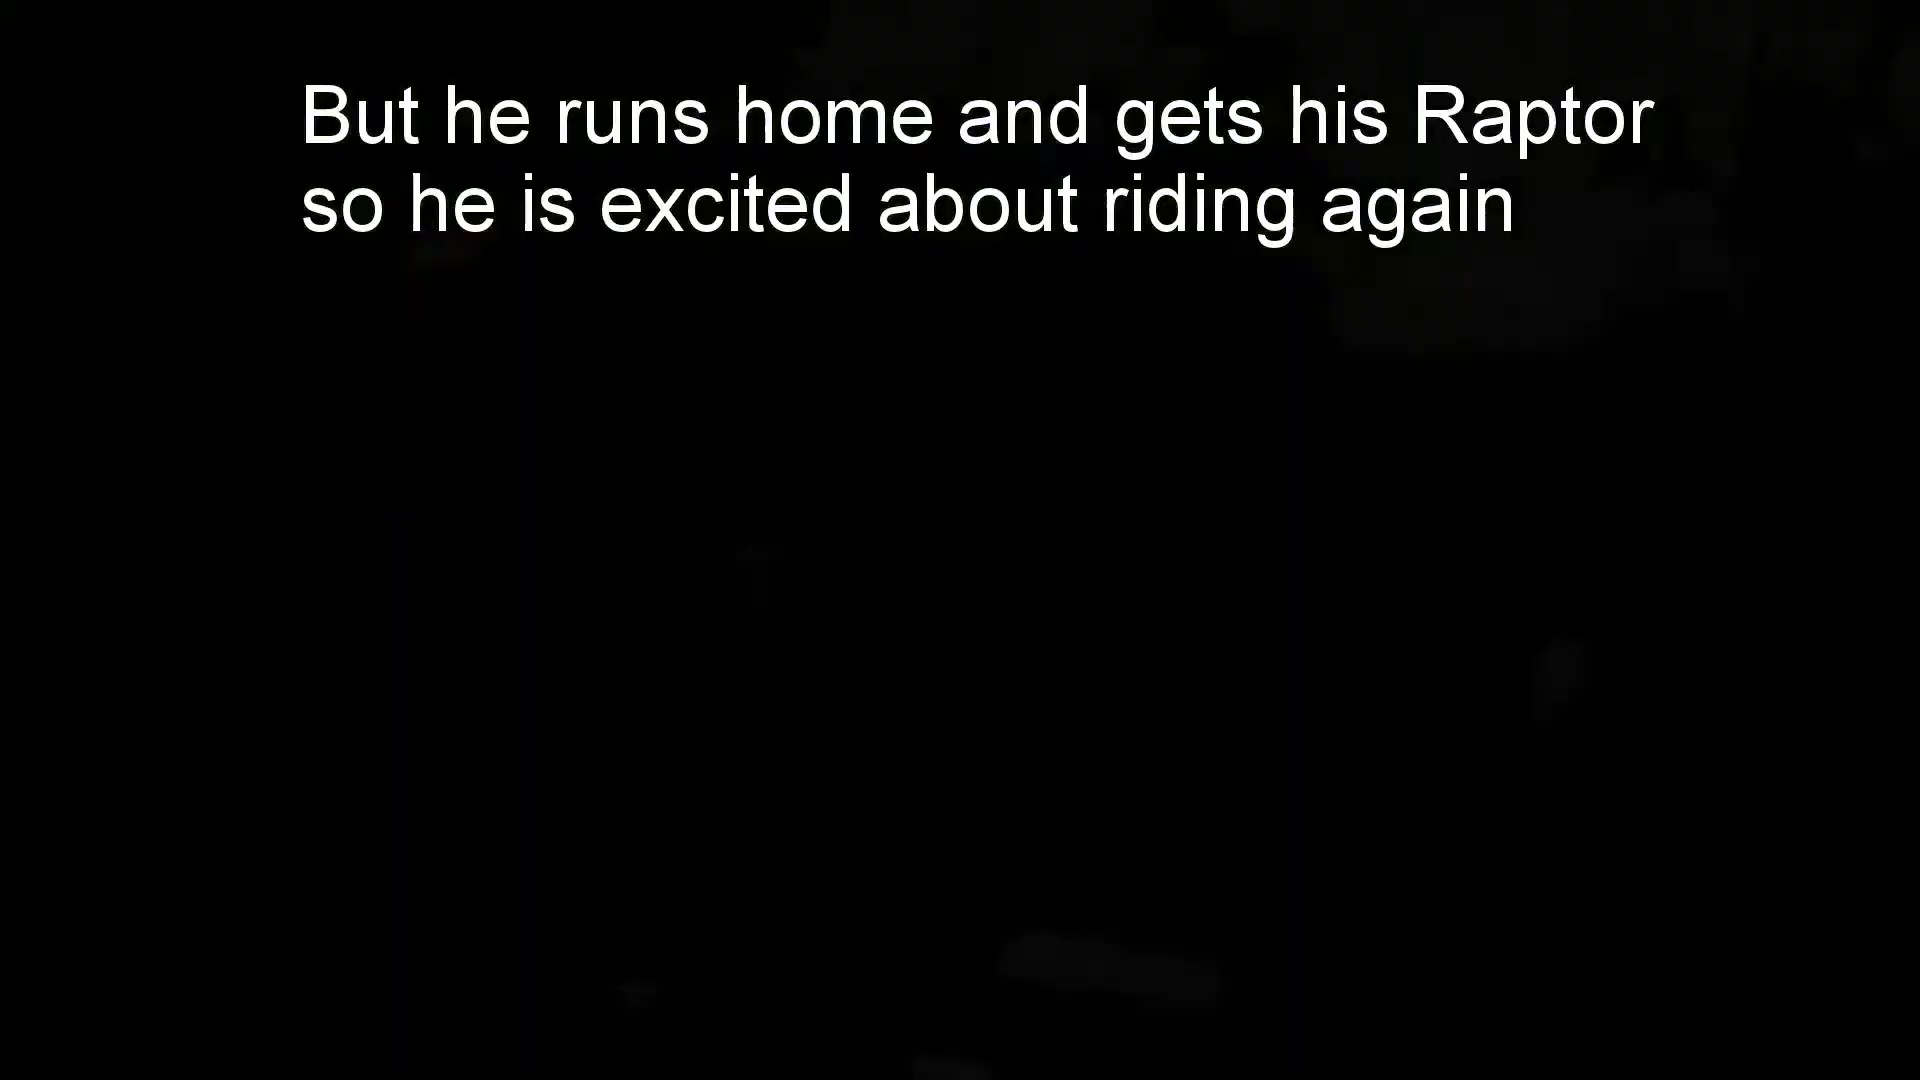 But he runs home and gets his Raptor
so he is excited about riding again